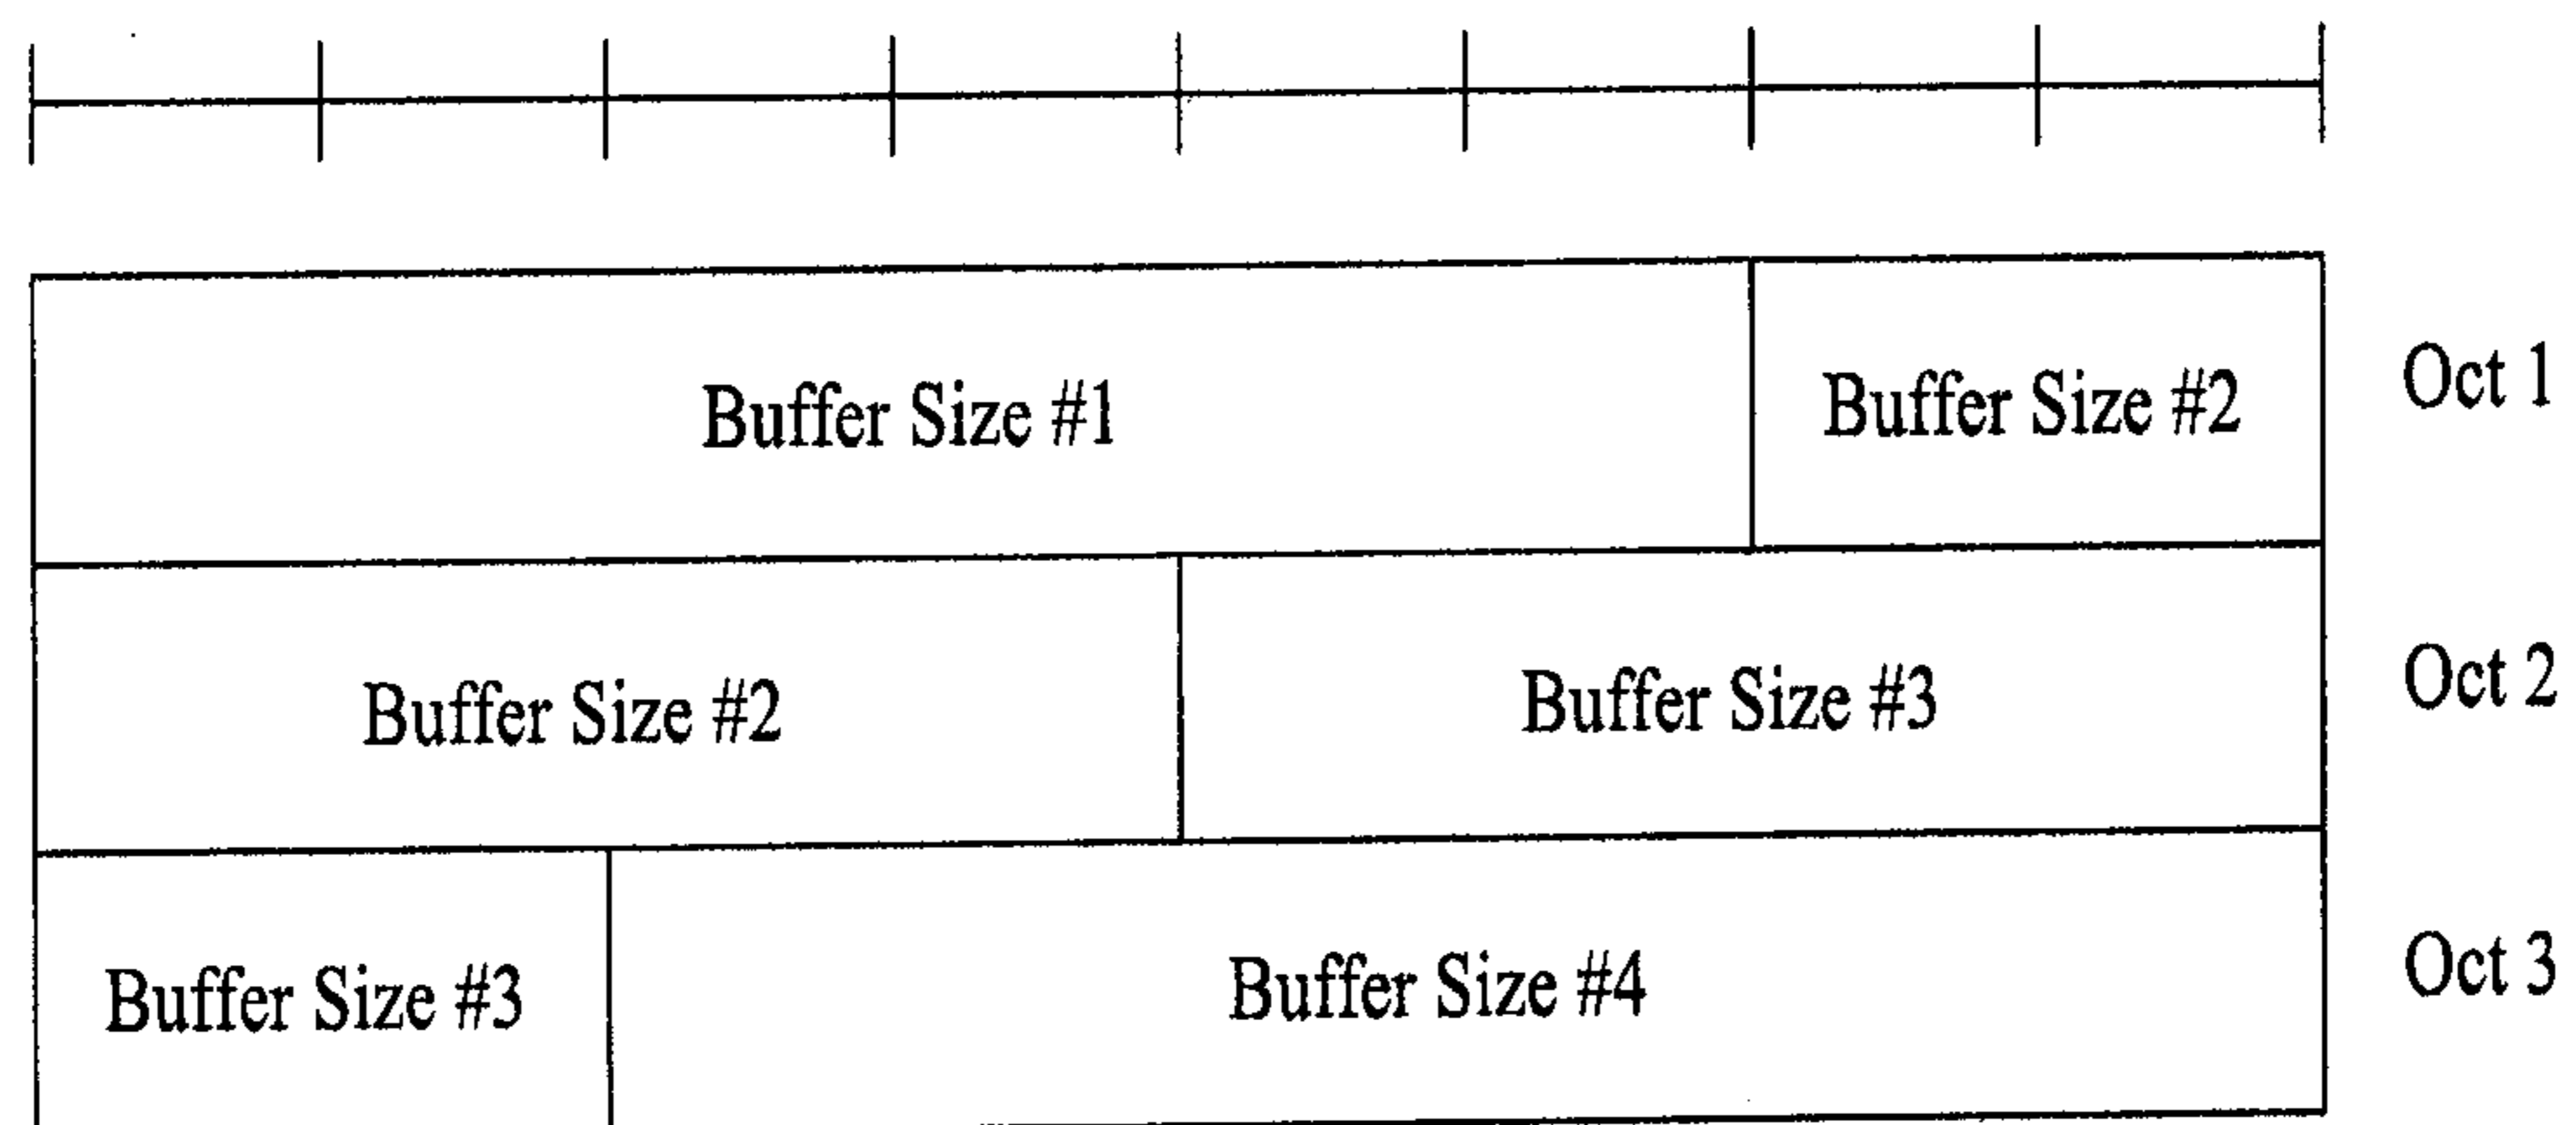 Buffer Size #1 Buffer Size #2 Oct 1
Buffer Size #2 Buffer Size #3 Oct 2
Buffer Size #3 Buffer Size #4 Oct 3